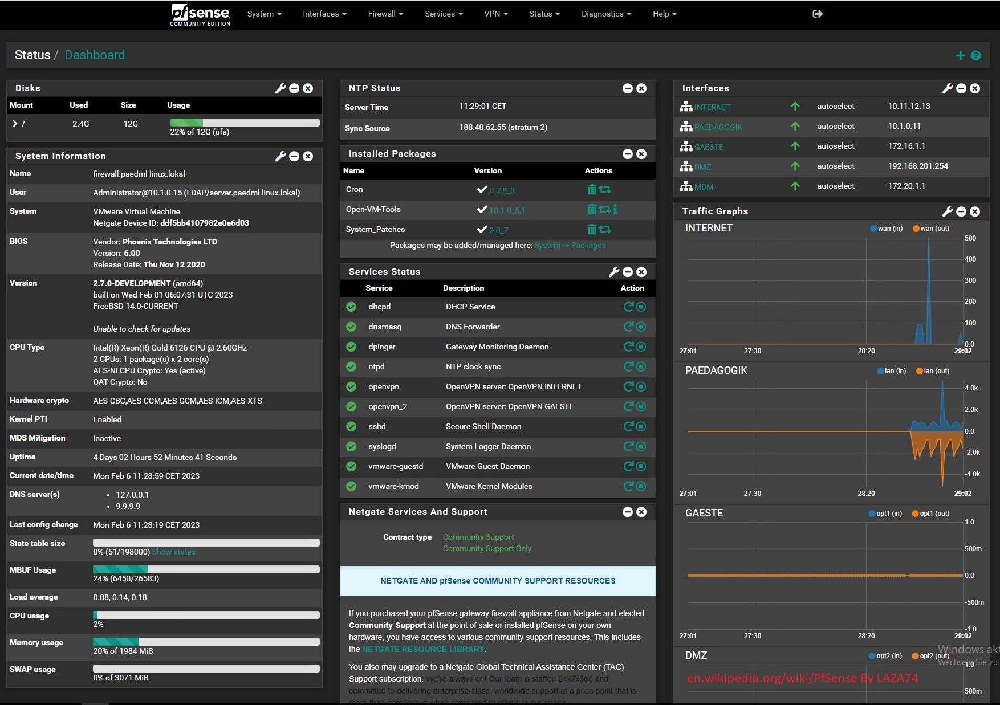 pfsense
COMMUNITY EDITION
System
Interfaces
Firewall
Services
VPN
Status
Diagnostics
Help
Status / Dashboard
Disks
Mount Used Size Usage
/ 2.4G 12G
22% of 12G (ufs)
System Information
Name firewall.paedml-linux.lokal
User Administrator@10.1.0.15 (LDAP/server.paedml-linux.lokal)
System VMware Virtual Machine
Netgate Device ID: ddf5bb4107982e0e6d03
BIOS Vendor: Phoenix Technologies LTD
Version: 6.00
Release Date: Thu Nov 12 2020
Version 2.7.0-DEVELOPMENT (amd64)
built on Wed Feb 01 06:07:31 UTC 2023
FreeBSD 14.0-CURRENT
Unable to check for updates
CPU Type Intel(R) Xeon(R) Gold 6126 CPU @ 2.60GHz
2 CPUs: 1 package(s) x 2 core(s)
AES-NI CPU Crypto: Yes (active)
QAT Crypto: No
Hardware crypto AES-CBC,AES-CCM,AES-GCM,AES-ICM,AES-XTS
Kernel PTI Enabled
MDS Mitigation Inactive
Uptime 4 Days 02 Hours 52 Minutes 41 Seconds
Current date/time Mon Feb 6 11:28:59 CET 2023
DNS server(s) • 127.0.0.1
• 9.9.9.9
Last config change Mon Feb 6 11:28:19 CET 2023
State table size
0% (51/198000) Show states
MBUF Usage
24% (6450/26583)
Load average 0.08, 0.14, 0.18
CPU usage
2%
Memory usage
20% of 1984 MiB
SWAP usage
0% of 3071 MiB
NTP Status
Server Time 11:29:01 CET
Sync Source 188.40.62.55 (stratum 2)
Installed Packages
Name Version Actions
Cron 0.3.8_3
Open-VM-Tools 10.1.0_5,1
System_Patches 2.0_7
Packages may be added/managed here: System -> Packages
Services Status
Service Description Action
dhcpd DHCP Service
dnsmasq DNS Forwarder
dpinger Gateway Monitoring Daemon
ntpd NTP clock sync
openvpn OpenVPN server: OpenVPN INTERNET
openvpn_2 OpenVPN server: OpenVPN GAESTE
sshd Secure Shell Daemon
syslogd System Logger Daemon
vmware-guestd VMware Guest Daemon
vmware-kmod VMware Kernel Modules
Netgate Services And Support
Contract type Community Support
Community Support Only
NETGATE AND pfSense COMMUNITY SUPPORT RESOURCES
If you purchased your pfSense gateway firewall appliance from Netgate and elected
Community Support at the point of sale or installed pfSense on your own
hardware, you have access to various community support resources. This includes
the NETGATE RESOURCE LIBRARY.
You also may upgrade to a Netgate Global Technical Assistance Center (TAC)
Support subscription. We're always on! Our team is staffed 24x7x365 and
committed to delivering enterprise-class, worldwide support at a price point that is
more than competitive when compared to others in our space.
Interfaces
INTERNET autoselect 10.11.12.13
PAEDAGOGIK autoselect 10.1.0.11
GAESTE autoselect 172.16.1.1
DMZ autoselect 192.168.201.254
MDM autoselect 172.20.1.1
Traffic Graphs
INTERNET wan (in) wan (out)
500
400
300
200
100
0.0
27:01 27:30 28:20 29:02
PAEDAGOGIK lan (in) lan (out)
4.0k
2.0k
0.0
-2.0k
-4.0k
27:01 27:30 28:20 29:02
GAESTE opt1 (in) opt1 (out)
1.0
500m
0.0
-500m
-1.0
27:01 27:30 28:20 29:02
DMZ opt2 (in) opt2 (out)
1.0
500m
Windows akt
Wechseln Sie zu
en.wikipedia.org/wiki/PfSense By LAZA74